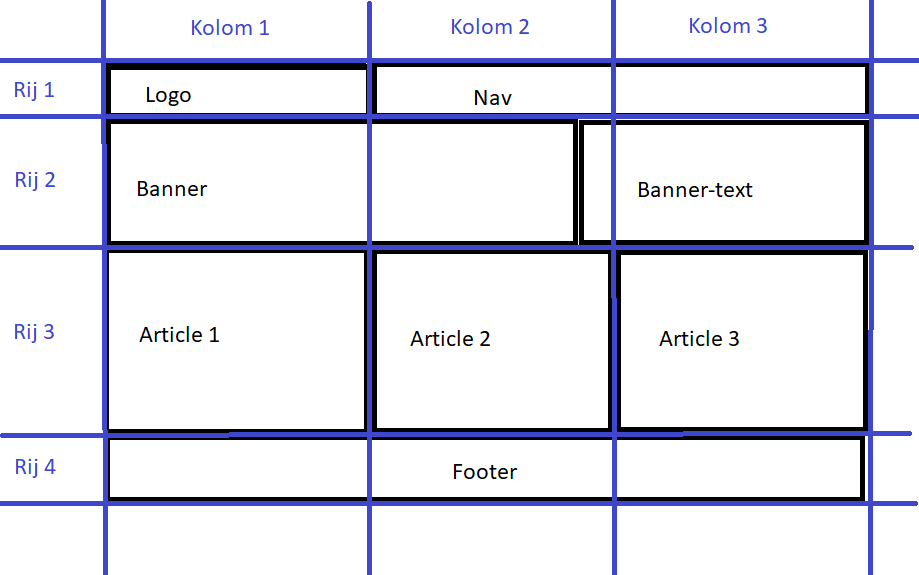 Kolom 1
Kolom 2
Kolom 3
Rij 1
Logo
Nav
Rij 2
Banner
Banner-text
Rij 3
Article 1
Article 2
Article 3
Rij 4
Footer